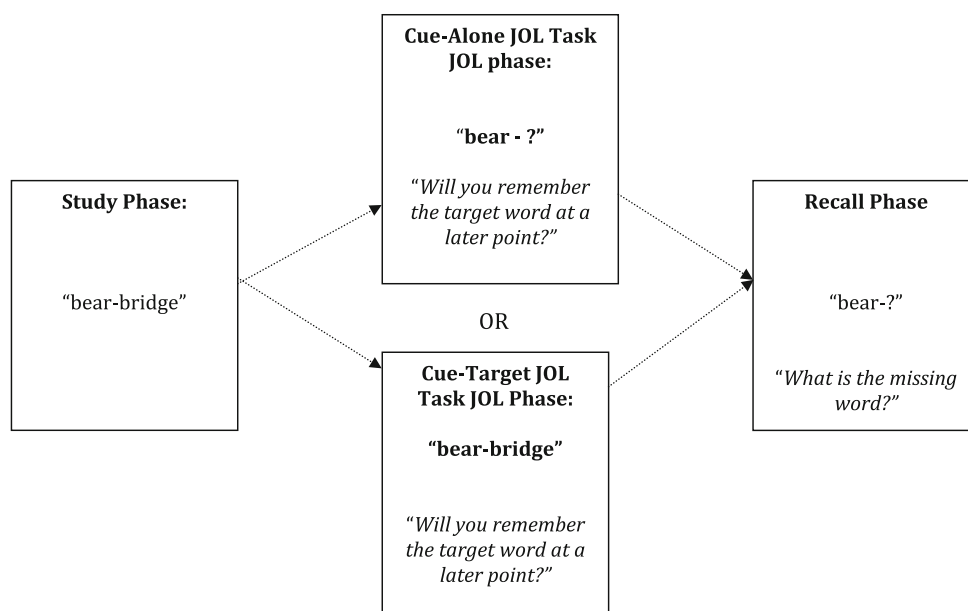 Study Phase:
“bear-bridge”
Cue-Alone JOL Task
JOL phase:
“bear - ?”
“Will you remember
the target word at a
later point?”
OR
Cue-Target JOL
Task JOL Phase:
“bear-bridge”
“Will you remember
the target word at a
later point?”
Recall Phase
“bear-?”
“What is the missing
word?”